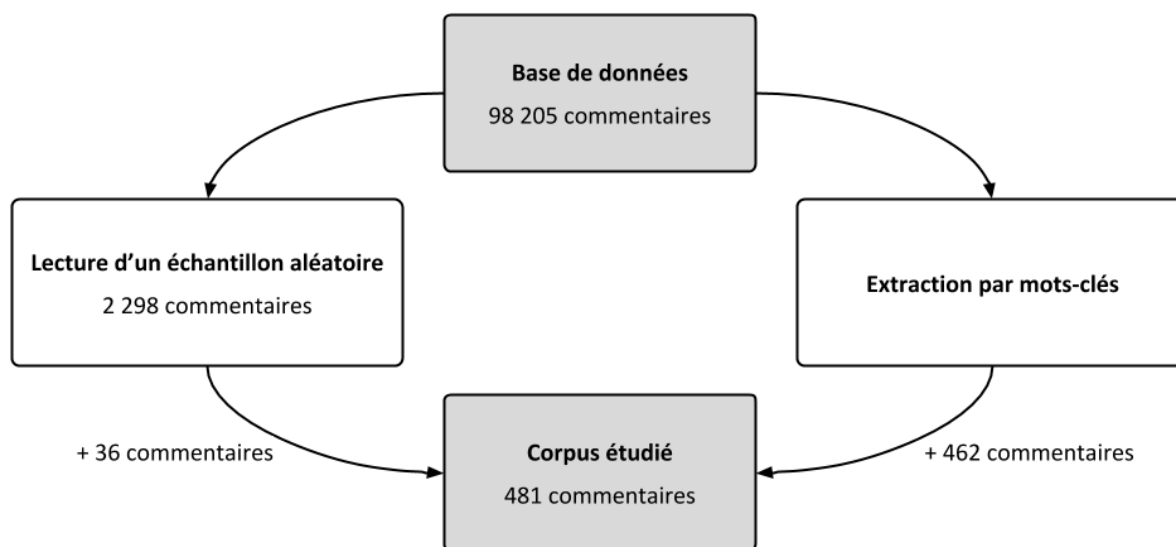 Base de données
98 205 commentaires
Lecture d’un échantillon aléatoire
2 298 commentaires
Extraction par mots-clés
+ 36 commentaires
Corpus étudié
481 commentaires
+ 462 commentaires